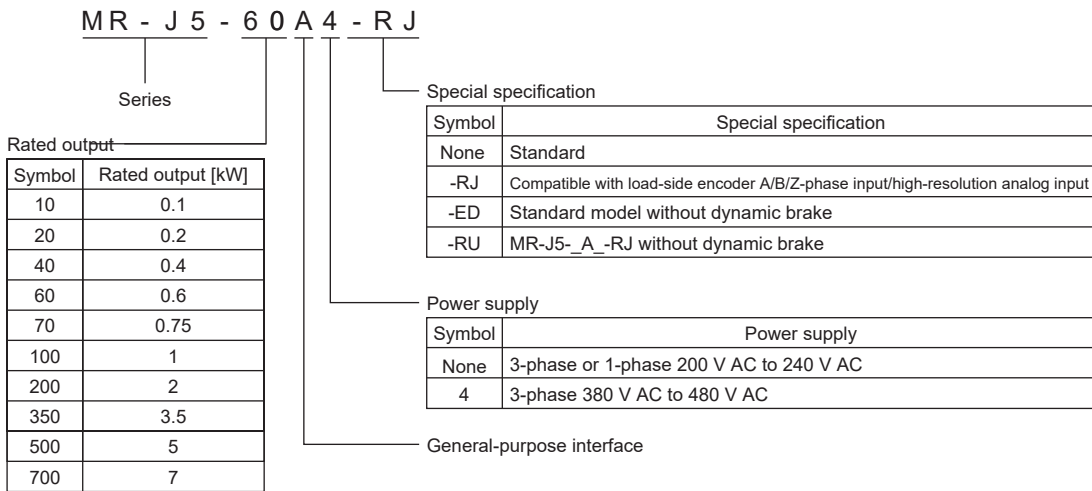 MR-J5-60A4-RJ
Series
Rated output
Symbol Rated output [kW]
10 0.1
20 0.2
40 0.4
60 0.6
70 0.75
100 1
200 2
350 3.5
500 5
700 7
Special specification
Symbol Special specification
None Standard
-RJ Compatible with load-side encoder A/B/Z-phase input/high-resolution analog input
-ED Standard model without dynamic brake
-RU MR-J5-_A_-RJ without dynamic brake
Power supply
Symbol Power supply
None 3-phase or 1-phase 200 V AC to 240 V AC
4 3-phase 380 V AC to 480 V AC
General-purpose interface